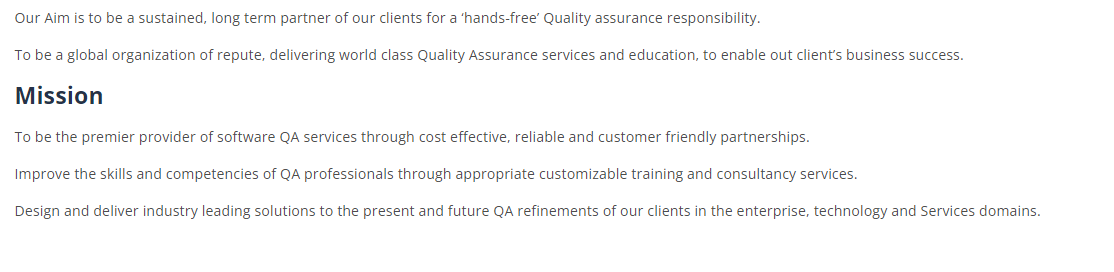 Our Aim is to be a sustained, long term partner of our clients for a ‘hands-free’ Quality assurance responsibility.
To be a global organization of repute, delivering world class Quality Assurance services and education, to enable out client’s business success.
Mission
To be the premier provider of software QA services through cost effective, reliable and customer friendly partnerships.
Improve the skills and competencies of QA professionals through appropriate customizable training and consultancy services.
Design and deliver industry leading solutions to the present and future QA refinements of our clients in the enterprise, technology and Services domains.